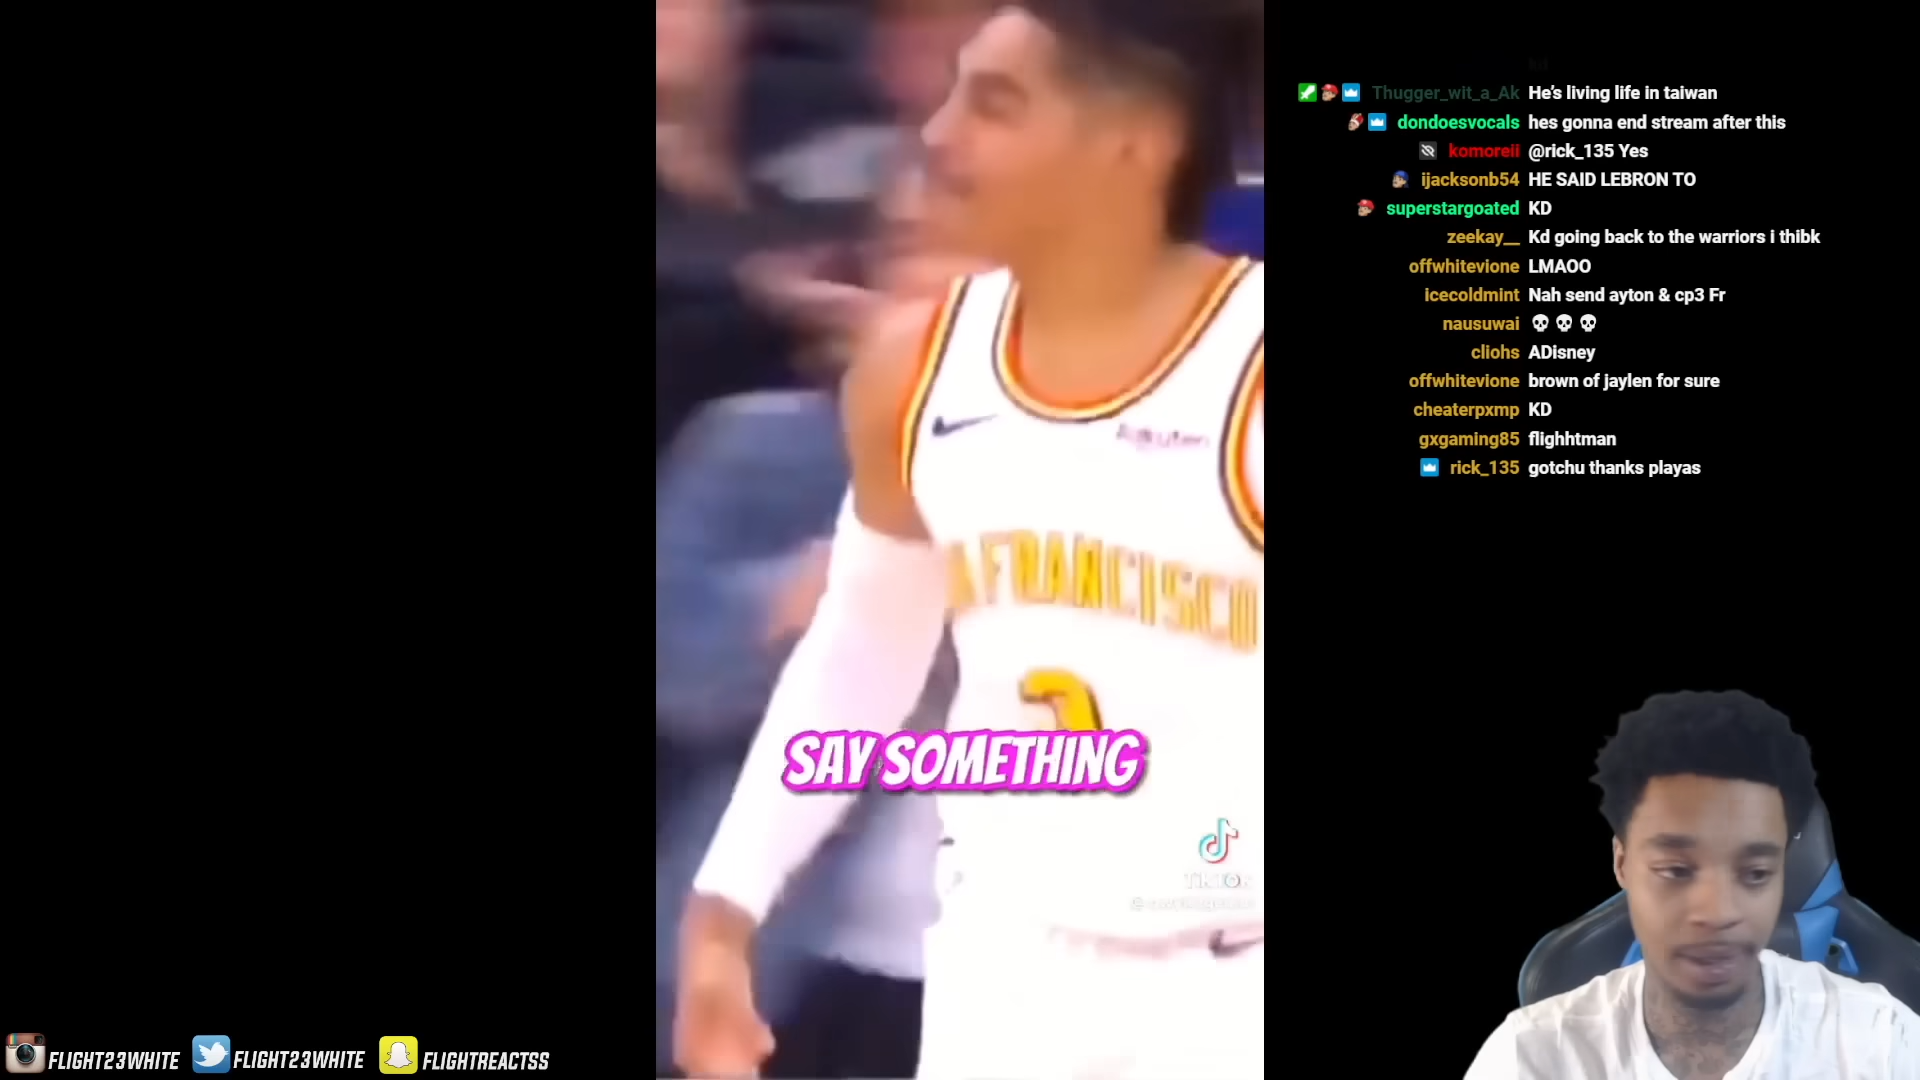 Thugger_wit_a_Ak He's living life in taiwan
dondoesvocals hes gonna end stream after this
komoreii @rick_135 Yes
ijacksonb54 HE SAID LEBRON TO
superstargoated KD
zeekay__ Kd going back to the warriors i thibk
offwhitevione LMAOO
icecoldmint Nah send ayton & cp3 Fr
nausuwai 💀💀💀
cliohs ADisney
offwhitevione brown of jaylen for sure
cheaterpxmp KD
gxgaming85 flighhtman
rick_135 gotchu thanks playas
Rakuten
FRANCISCO
SAY SOMETHING
TikTok
FLIGHT23WHITE FLIGHT23WHITE FLIGHTREACTSS